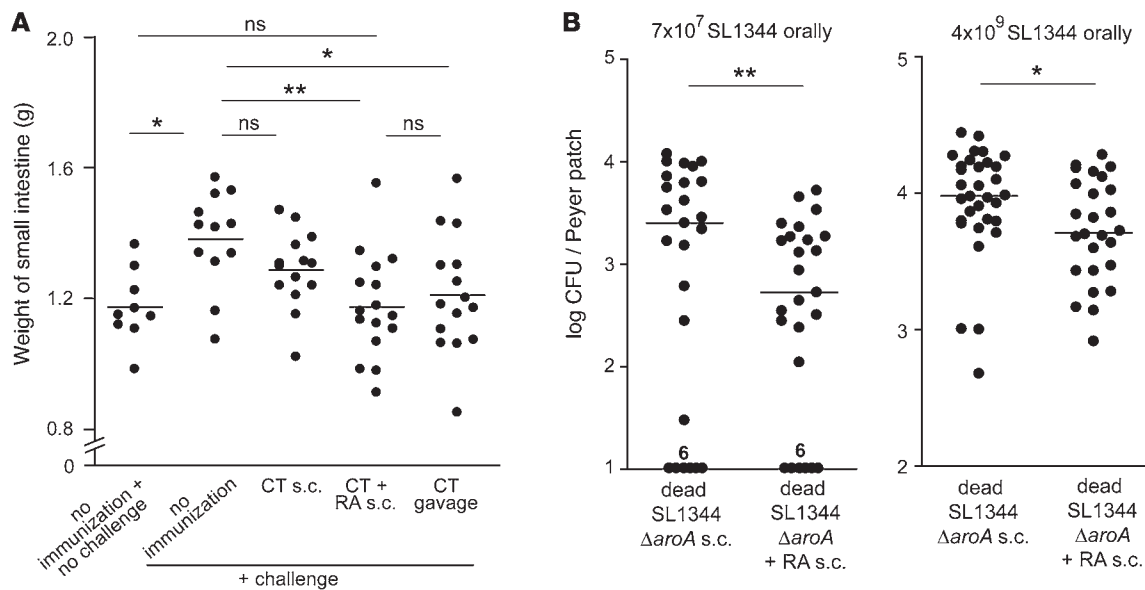 A
ns
*
**
*
ns
ns
2.0
1.6
1.2
0.8
0
Weight of small intestine (g)
no
immunization +
no challenge
no
immunization
CT s.c.
CT +
RA s.c.
CT
gavage
+ challenge
B
7x10⁷ SL1344 orally
**
5
4
3
2
1
log CFU / Peyer patch
6
6
dead
SL1344
ΔaroA s.c.
dead
SL1344
ΔaroA
+ RA s.c.
4x10⁹ SL1344 orally
*
5
4
3
2
dead
SL1344
ΔaroA s.c.
dead
SL1344
ΔaroA
+ RA s.c.